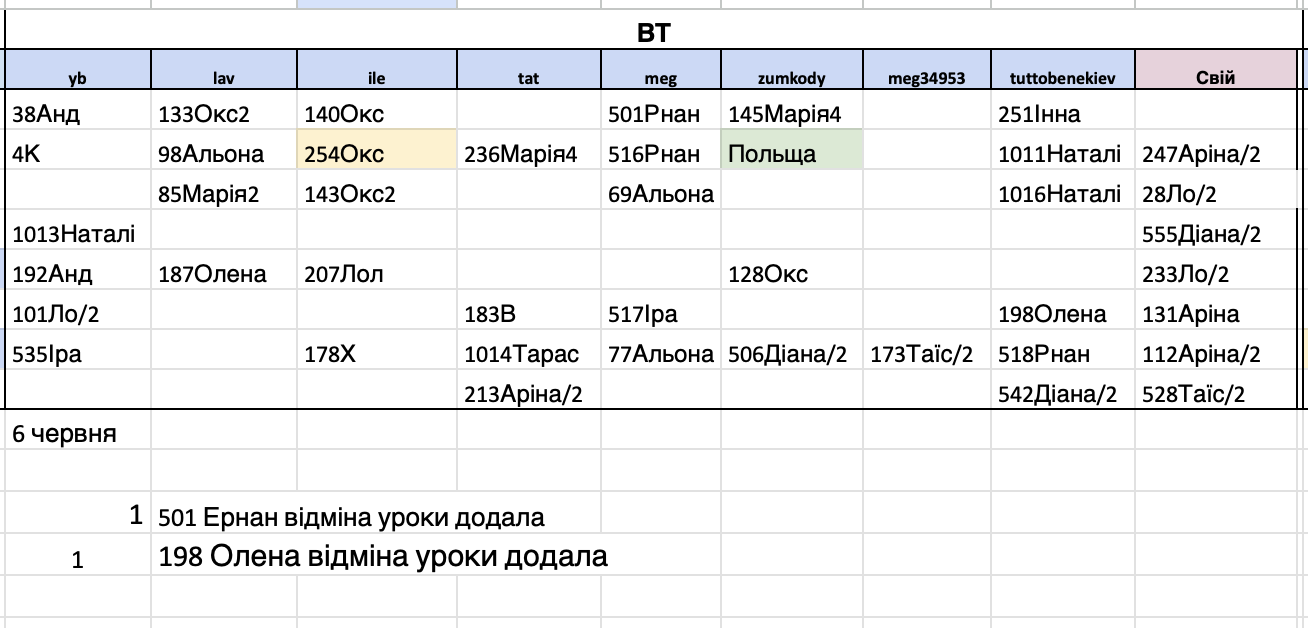 ВТ
yb lav ile tat meg zumkody meg34953 tuttobenekiev Свій
38Анд 133Окс2 140Окс 501Рнан 145Марія4 251Інна
4К 98Альона 254Окс 236Марія4 516Рнан Польща 1011Наталі 247Аріна/2
85Марія2 143Окс2 69Альона 1016Наталі 28Ло/2
1013Наталі 555Діана/2
192Анд 187Олена 207Лол 128Окс 233Ло/2
101Ло/2 183В 517Іра 198Олена 131Аріна
535Іра 178Х 1014Тарас 77Альона 506Діана/2 173Таїс/2 518Рнан 112Аріна/2
213Аріна/2 542Діана/2 528Таїс/2
6 червня
1 501 Ернан відміна уроки додала
1 198 Олена відміна уроки додала